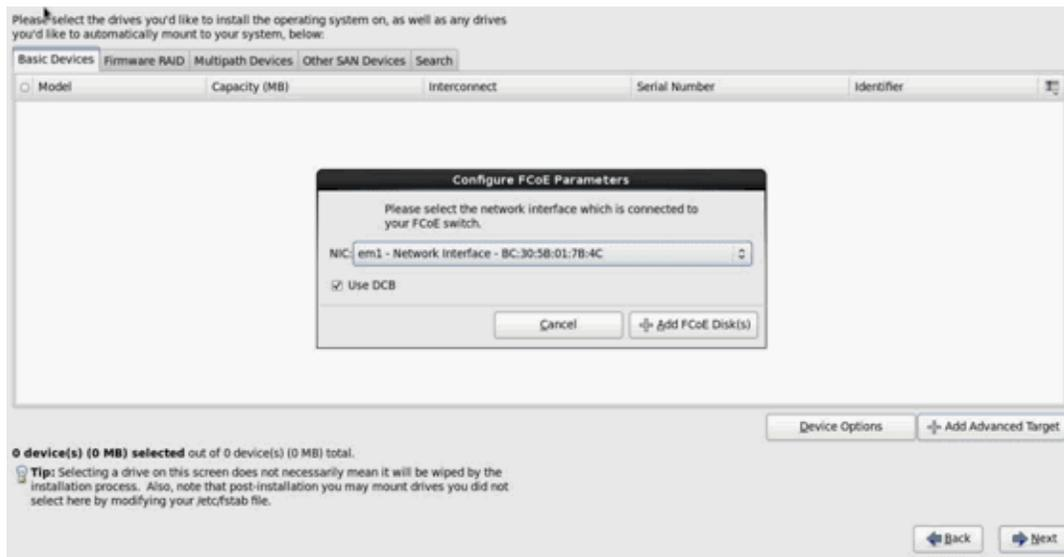 Please select the drives you'd like to install the operating system on, as well as any drives
you'd like to automatically mount to your system, below:
Basic Devices Firmware RAID Multipath Devices Other SAN Devices Search
Model Capacity (MB) Interconnect Serial Number Identifier
Configure FCoE Parameters
Please select the network interface which is connected to
your FCoE switch.
NIC: em1 - Network Interface - BC:30:5B:01:7B:4C
Use DCB
Cancel Add FCoE Disk(s)
Device Options Add Advanced Target
0 device(s) (0 MB) selected out of 0 device(s) (0 MB) total.
Tip: Selecting a drive on this screen does not necessarily mean it will be wiped by the
installation process. Also, note that post-installation you may mount drives you did not
select here by modifying your /etc/fstab file.
Back Next